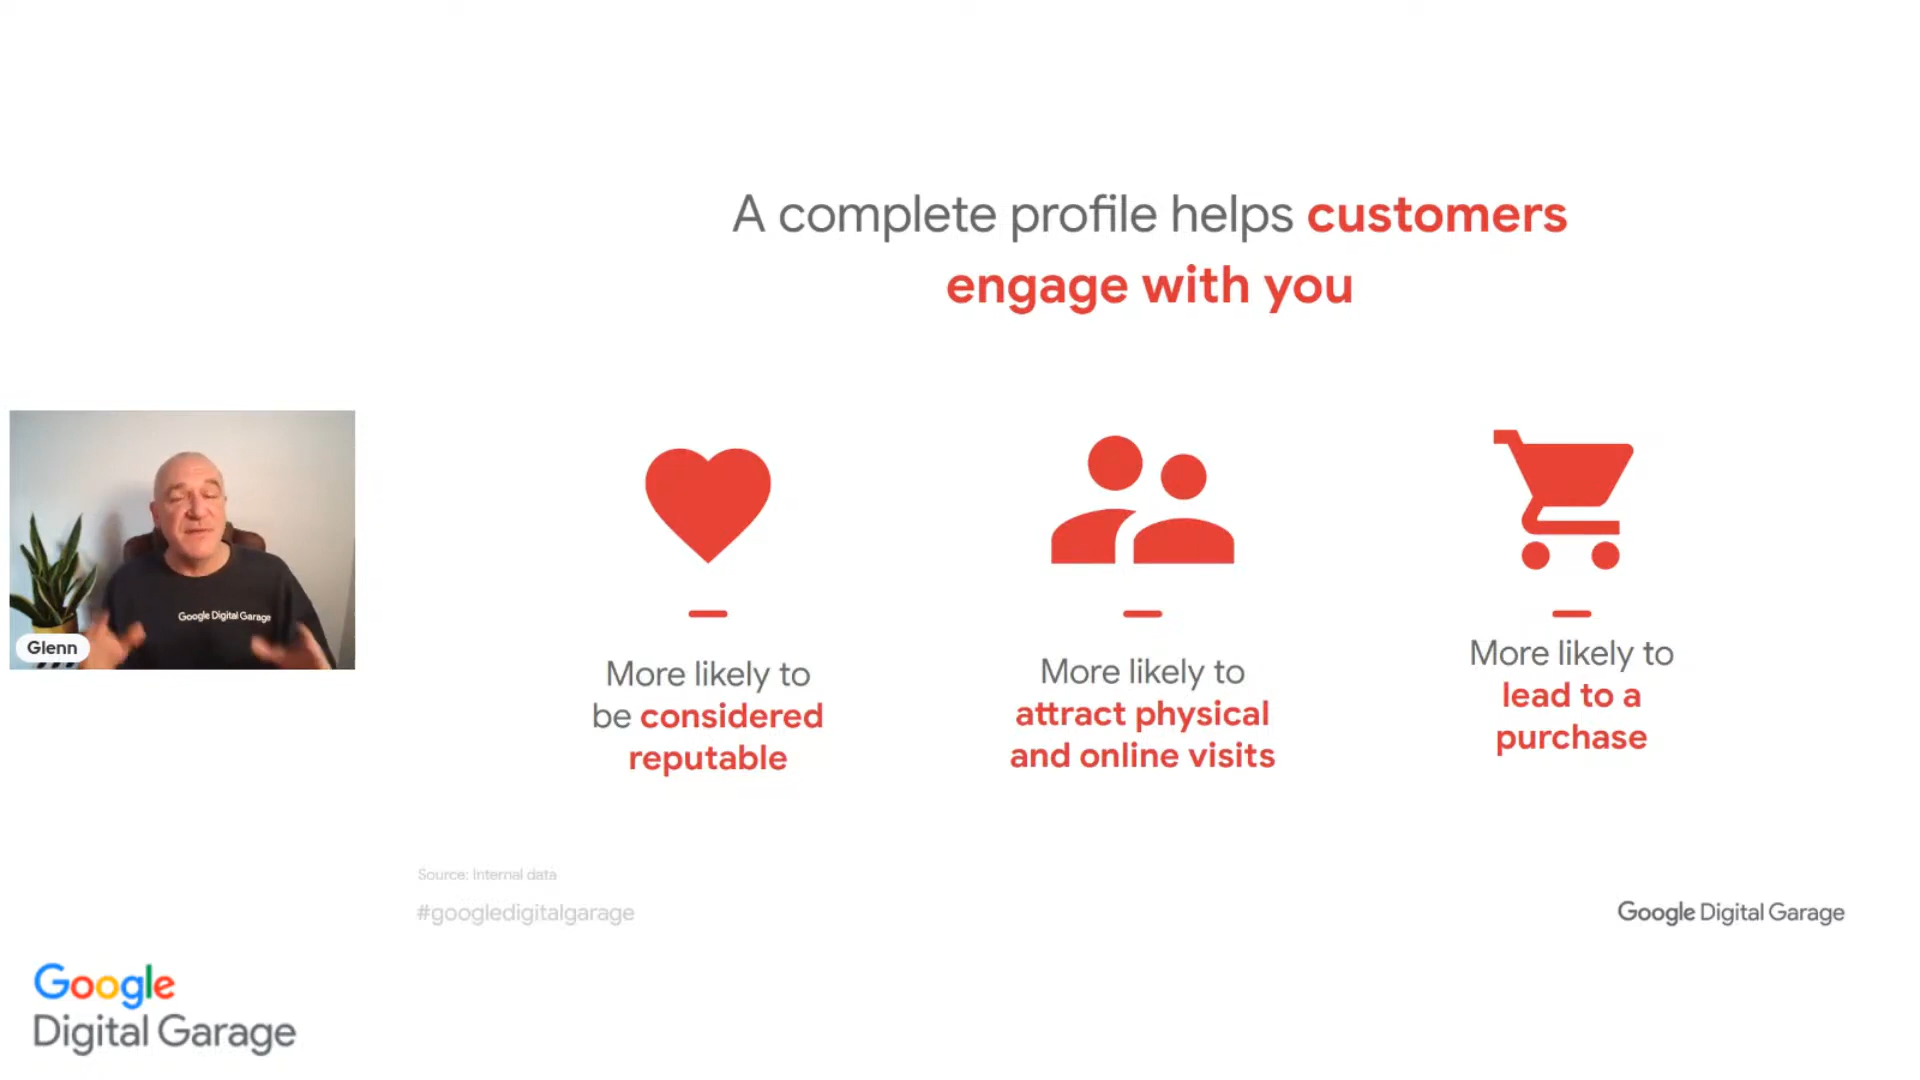 A complete profile helps customers
engage with you
Google Digital Garage
Glenn
More likely to
be considered
reputable
More likely to
attract physical
and online visits
More likely to
lead to a
purchase
Source: Internal data
#googledigitalgarage
Google Digital Garage
Google
Digital Garage